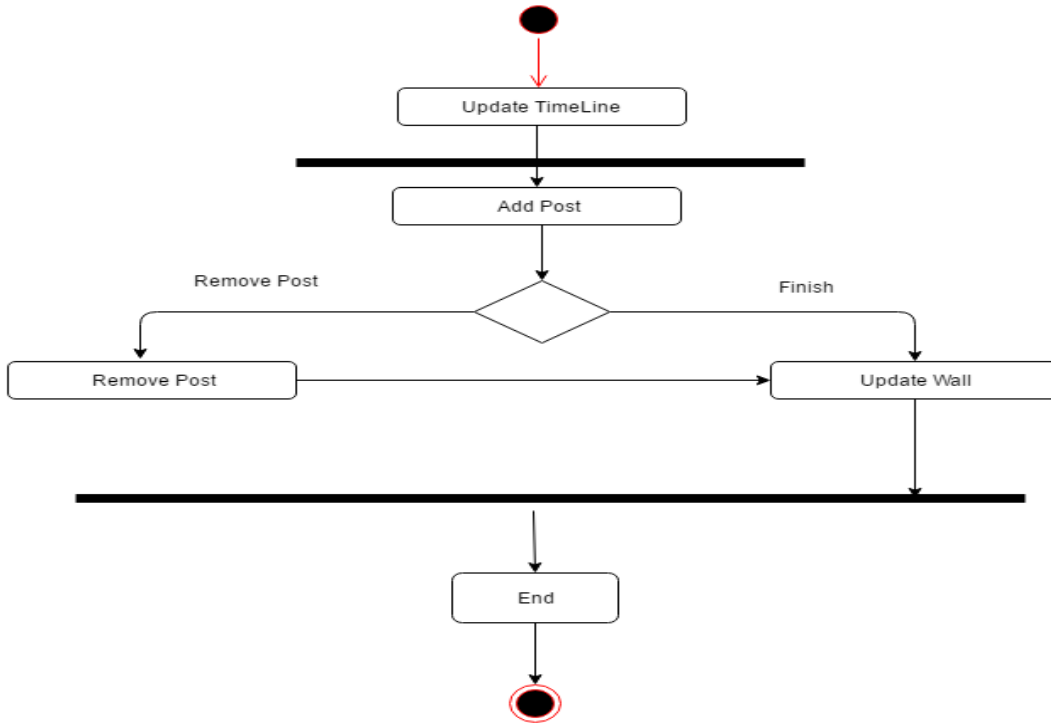 Update TimeLine
Add Post
Remove Post
Finish
Remove Post
Update Wall
End